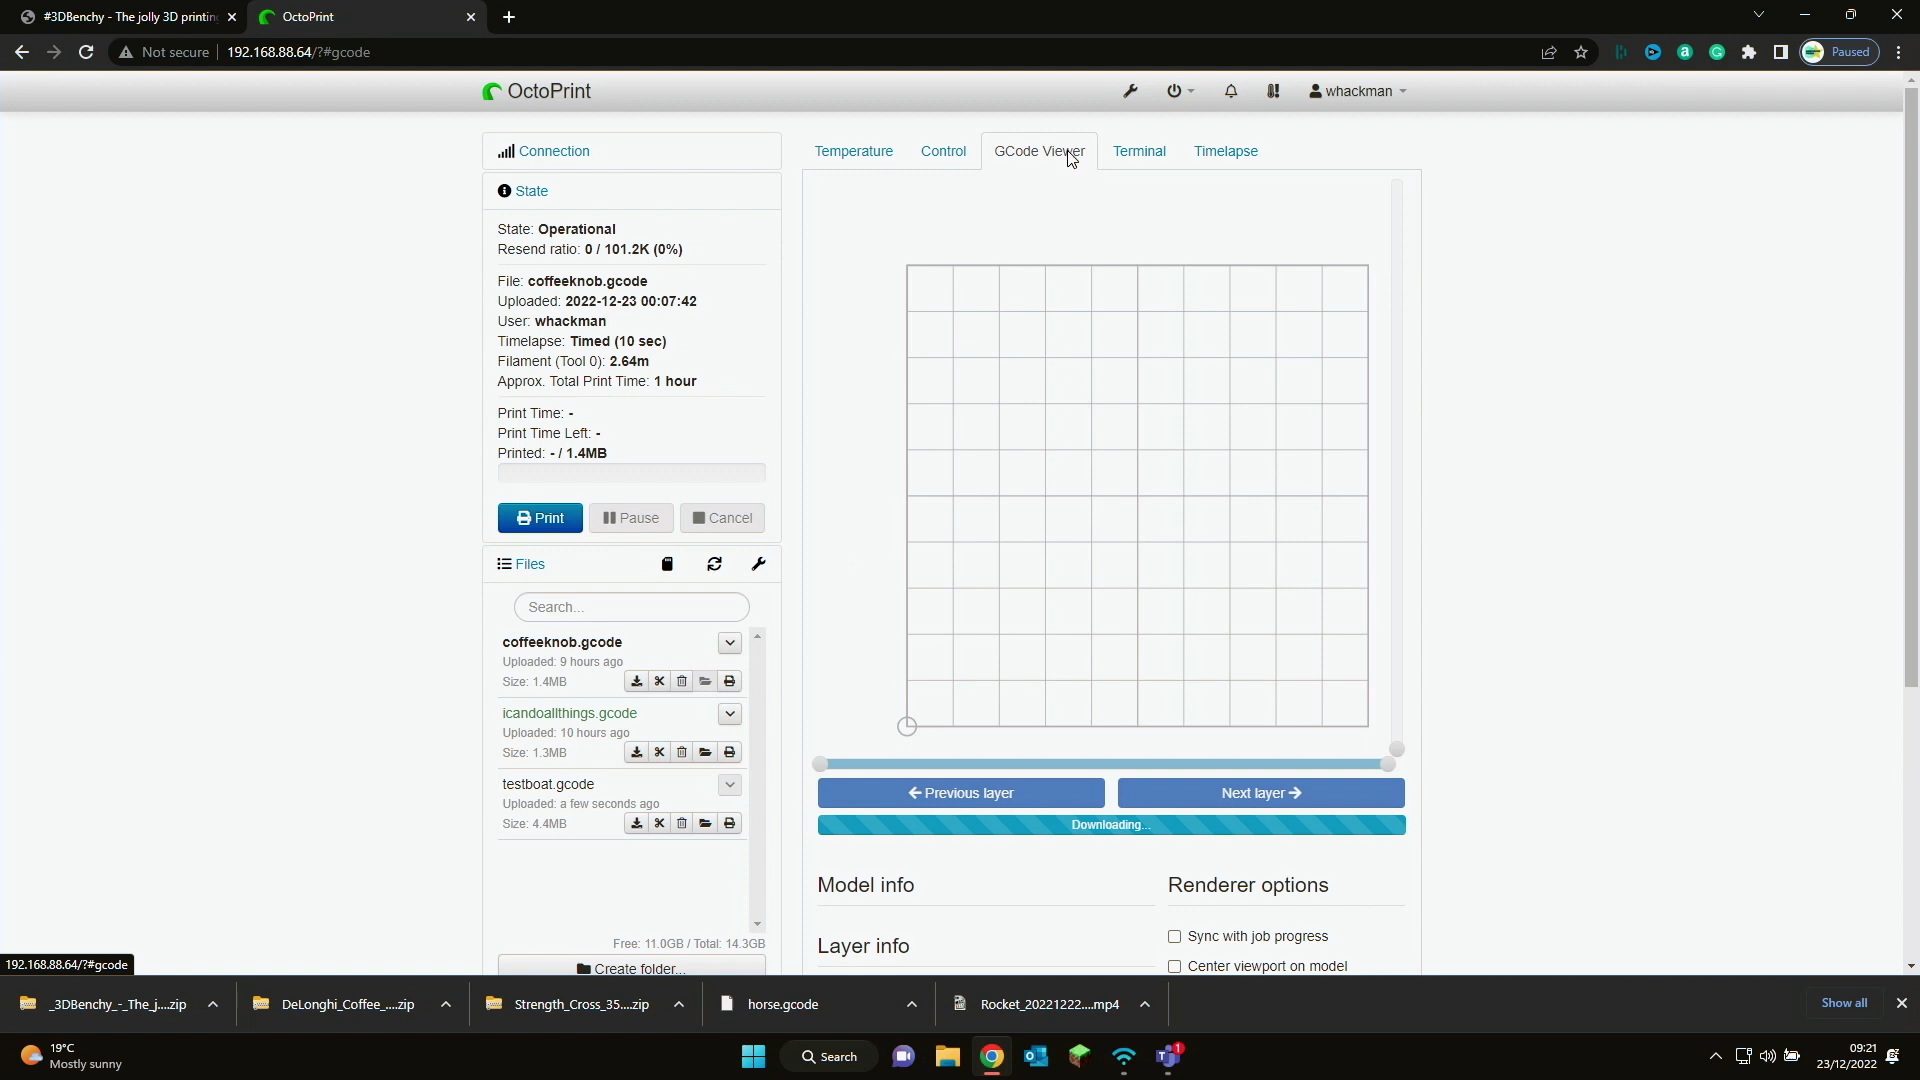 #3DBenchy - The jolly 3D printin
OctoPrint
Not secure
192.168.88.64/?#gcode
Paused
OctoPrint
whackman
Connection
State
State: Operational
Resend ratio: 0 / 101.2K (0%)
File: coffeeknob.gcode
Uploaded: 2022-12-23 00:07:42
User: whackman
Timelapse: Timed (10 sec)
Filament (Tool 0): 2.64m
Approx. Total Print Time: 1 hour
Print Time: -
Print Time Left: -
Printed: - / 1.4MB
Print
Pause
Cancel
Files
Search...
coffeeknob.gcode
Uploaded: 9 hours ago
Size: 1.4MB
icandoallthings.gcode
Uploaded: 10 hours ago
Size: 1.3MB
testboat.gcode
Uploaded: a few seconds ago
Size: 4.4MB
Free: 11.0GB / Total: 14.3GB
Create folder...
Temperature
Control
GCode Viewer
Terminal
Timelapse
Previous layer
Next layer
Downloading...
Model info
Layer info
Renderer options
Sync with job progress
Center viewport on model
192.168.88.64/?#gcode
_3DBenchy_-_The_j....zip
DeLonghi_Coffee_....zip
Strength_Cross_35....zip
horse.gcode
Rocket_20221222....mp4
Show all
19°C
Mostly sunny
Search
1
09:21
23/12/2022